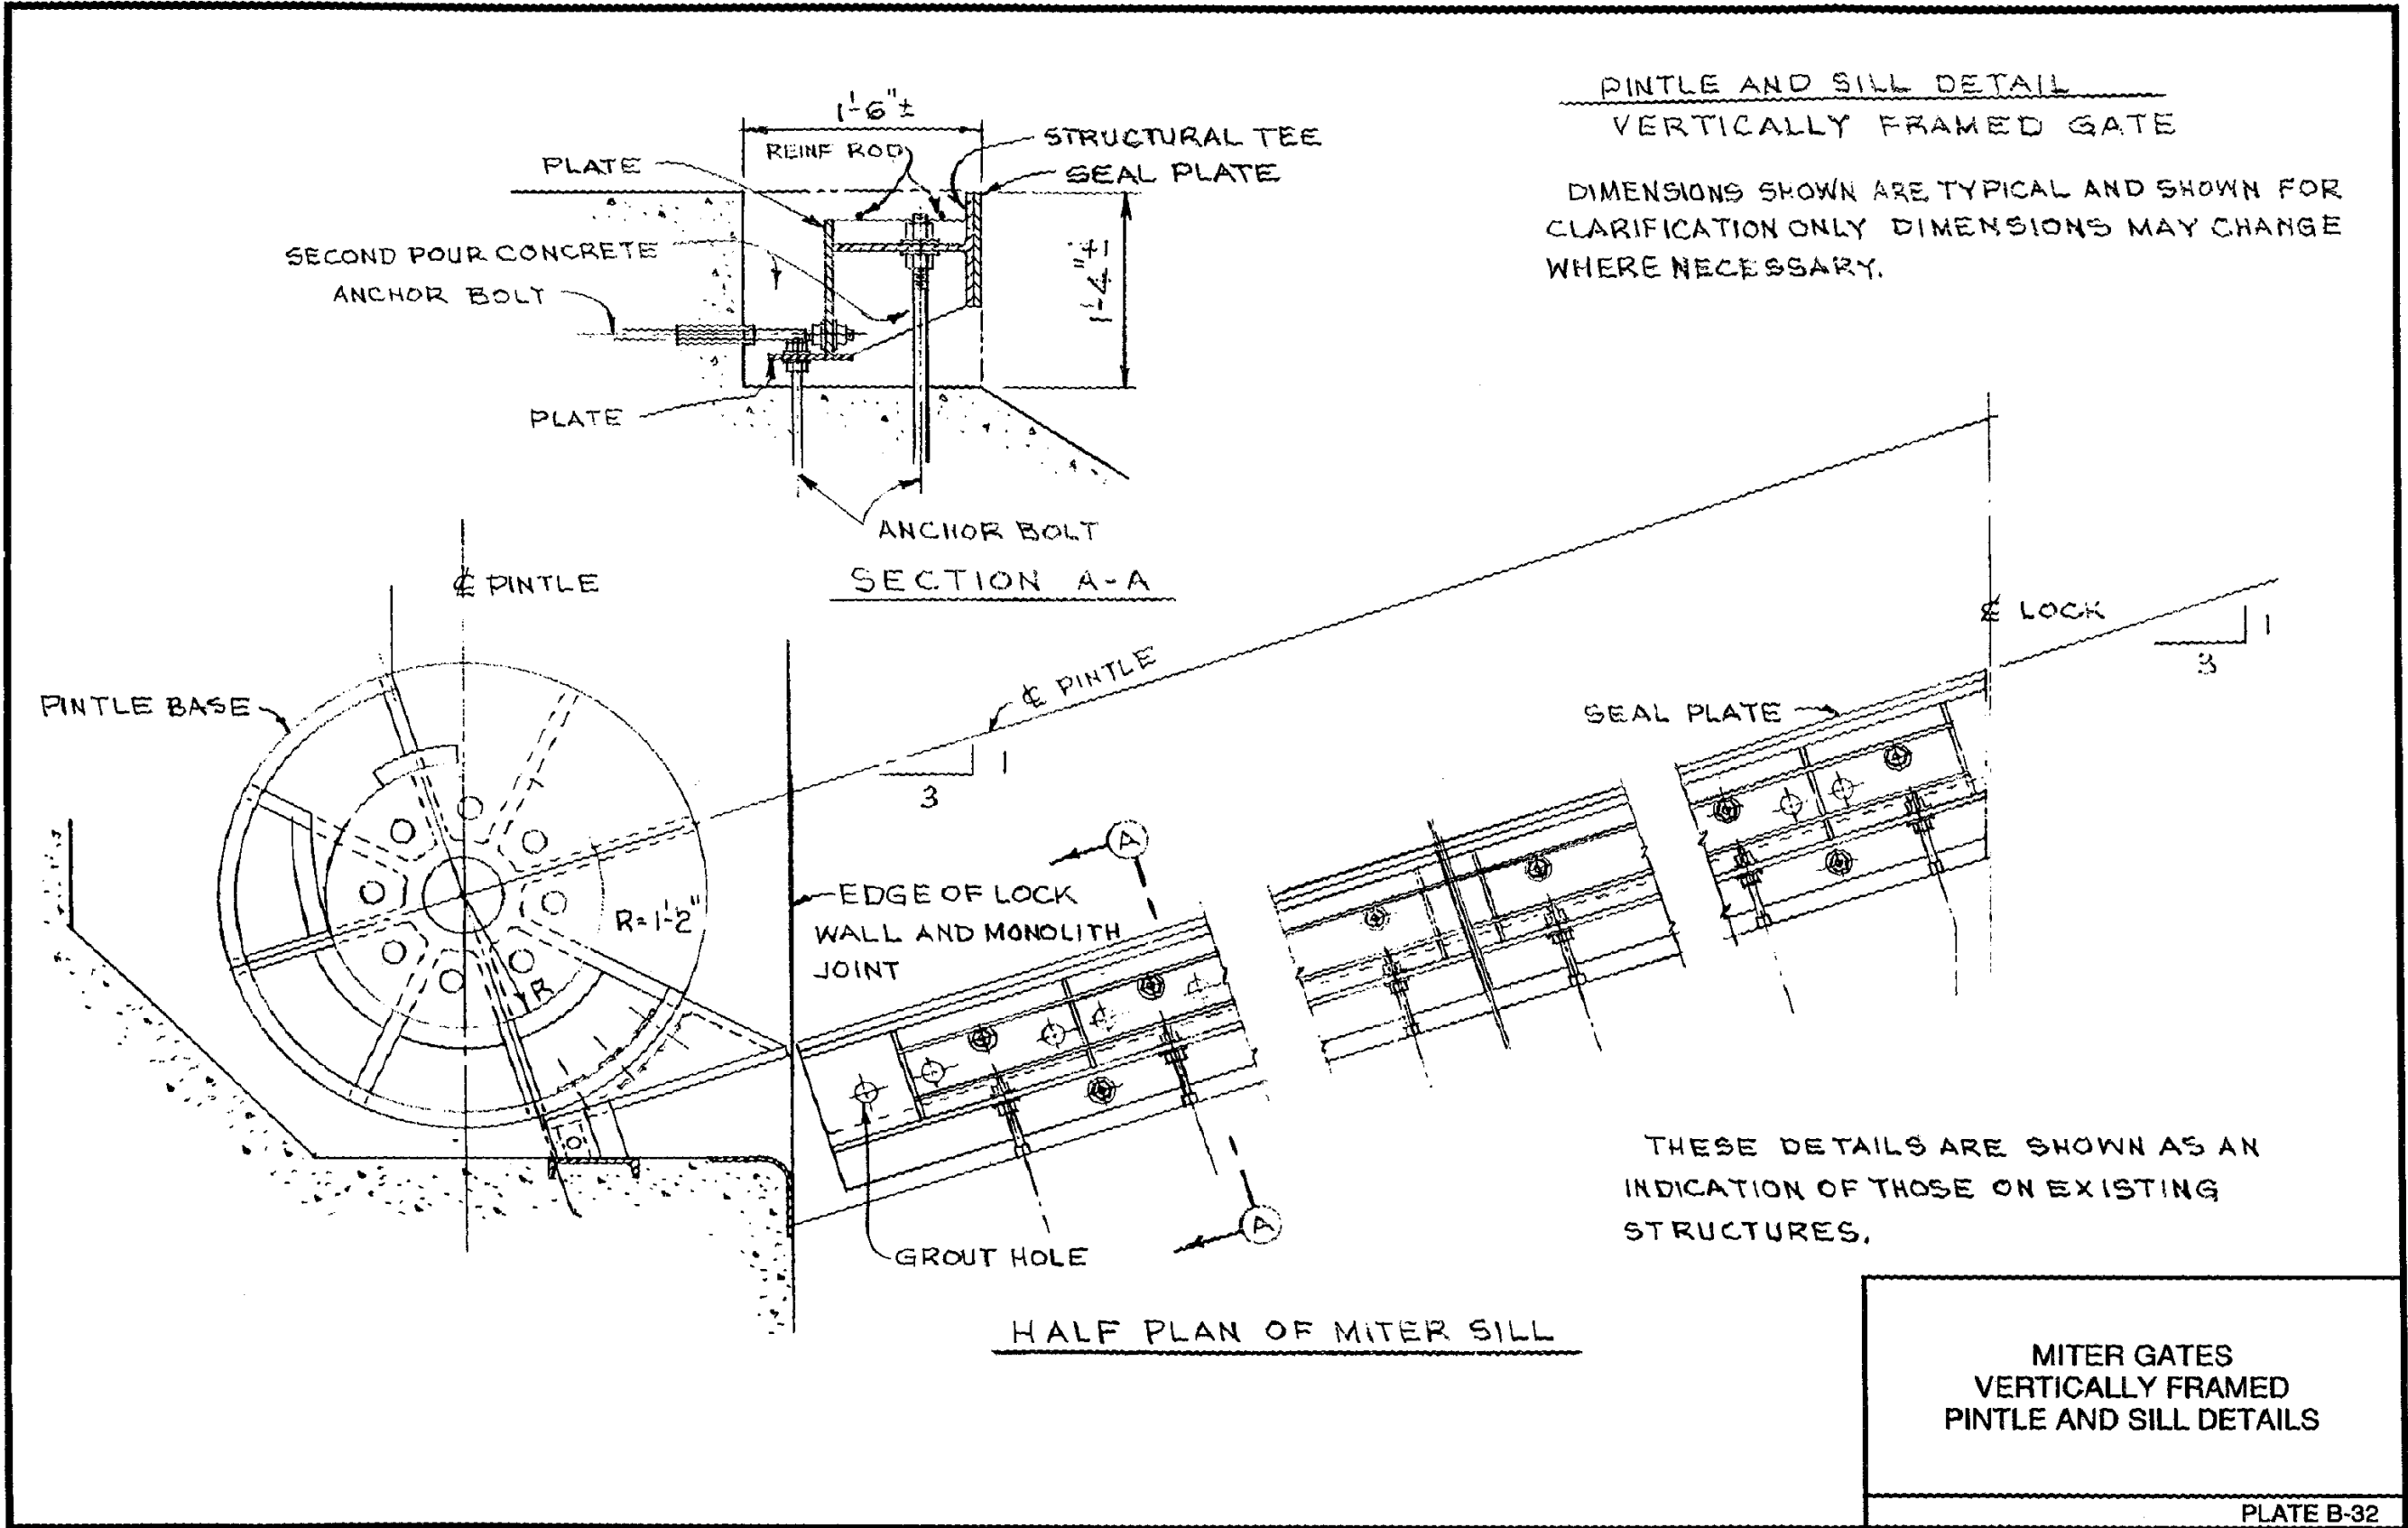 PINTLE AND SILL DETAIL
VERTICALLY FRAMED GATE
DIMENSIONS SHOWN ARE TYPICAL AND SHOWN FOR
CLARIFICATION ONLY DIMENSIONS MAY CHANGE
WHERE NECESSARY.
1'-6"±
REINF ROD
STRUCTURAL TEE
SEAL PLATE
PLATE
SECOND POUR CONCRETE
ANCHOR BOLT
1'-4"±
PLATE
ANCHOR BOLT
SECTION A-A
℄ PINTLE
PINTLE BASE
℄ PINTLE
1
3
℄ LOCK
1
3
SEAL PLATE
R=1'-2"
R
EDGE OF LOCK
WALL AND MONOLITH
JOINT
A
A
GROUT HOLE
THESE DETAILS ARE SHOWN AS AN
INDICATION OF THOSE ON EXISTING
STRUCTURES.
HALF PLAN OF MITER SILL
MITER GATES
VERTICALLY FRAMED
PINTLE AND SILL DETAILS
PLATE B-32